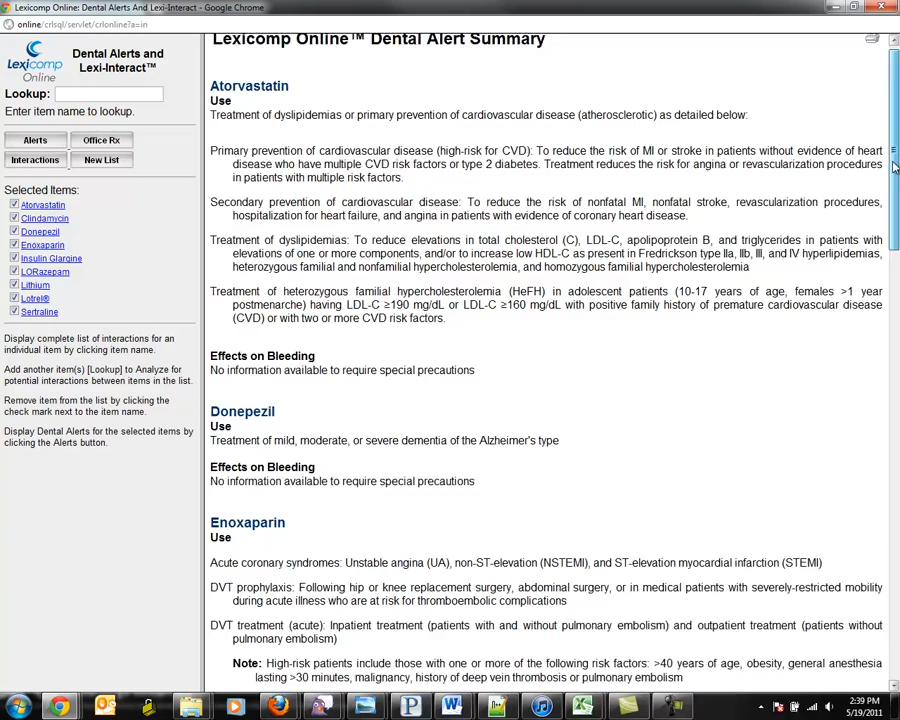 Lexicomp Online: Dental Alerts And Lexi-Interact - Google Chrome
online/crlsql/servlet/crlonline?a=in
Lexicomp
Online
Dental Alerts and
Lexi-Interact™
Lookup:
Enter item name to lookup.
Alerts
Office Rx
Interactions
New List
Selected Items:
Atorvastatin
Clindamycin
Donepezil
Enoxaparin
Insulin Glargine
LORazepam
Lithium
Lotrel®
Sertraline
Display complete list of interactions for an
individual item by clicking item name.
Add another item(s) [Lookup] to Analyze for
potential interactions between items in the list.
Remove item from the list by clicking the
check mark next to the item name.
Display Dental Alerts for the selected items by
clicking the Alerts button.
Lexicomp Online™ Dental Alert Summary
Atorvastatin
Use
Treatment of dyslipidemias or primary prevention of cardiovascular disease (atherosclerotic) as detailed below:
Primary prevention of cardiovascular disease (high-risk for CVD): To reduce the risk of MI or stroke in patients without evidence of heart
disease who have multiple CVD risk factors or type 2 diabetes. Treatment reduces the risk for angina or revascularization procedures
in patients with multiple risk factors.
Secondary prevention of cardiovascular disease: To reduce the risk of nonfatal MI, nonfatal stroke, revascularization procedures,
hospitalization for heart failure, and angina in patients with evidence of coronary heart disease.
Treatment of dyslipidemias: To reduce elevations in total cholesterol (C), LDL-C, apolipoprotein B, and triglycerides in patients with
elevations of one or more components, and/or to increase low HDL-C as present in Fredrickson type IIa, IIb, III, and IV hyperlipidemias,
heterozygous familial and nonfamilial hypercholesterolemia, and homozygous familial hypercholesterolemia
Treatment of heterozygous familial hypercholesterolemia (HeFH) in adolescent patients (10-17 years of age, females >1 year
postmenarche) having LDL-C ≥190 mg/dL or LDL-C ≥160 mg/dL with positive family history of premature cardiovascular disease
(CVD) or with two or more CVD risk factors.
Effects on Bleeding
No information available to require special precautions
Donepezil
Use
Treatment of mild, moderate, or severe dementia of the Alzheimer's type
Effects on Bleeding
No information available to require special precautions
Enoxaparin
Use
Acute coronary syndromes: Unstable angina (UA), non-ST-elevation (NSTEMI), and ST-elevation myocardial infarction (STEMI)
DVT prophylaxis: Following hip or knee replacement surgery, abdominal surgery, or in medical patients with severely-restricted mobility
during acute illness who are at risk for thromboembolic complications
DVT treatment (acute): Inpatient treatment (patients with and without pulmonary embolism) and outpatient treatment (patients without
pulmonary embolism)
Note: High-risk patients include those with one or more of the following risk factors: >40 years of age, obesity, general anesthesia
lasting >30 minutes, malignancy, history of deep vein thrombosis or pulmonary embolism
2:39 PM
5/19/2011